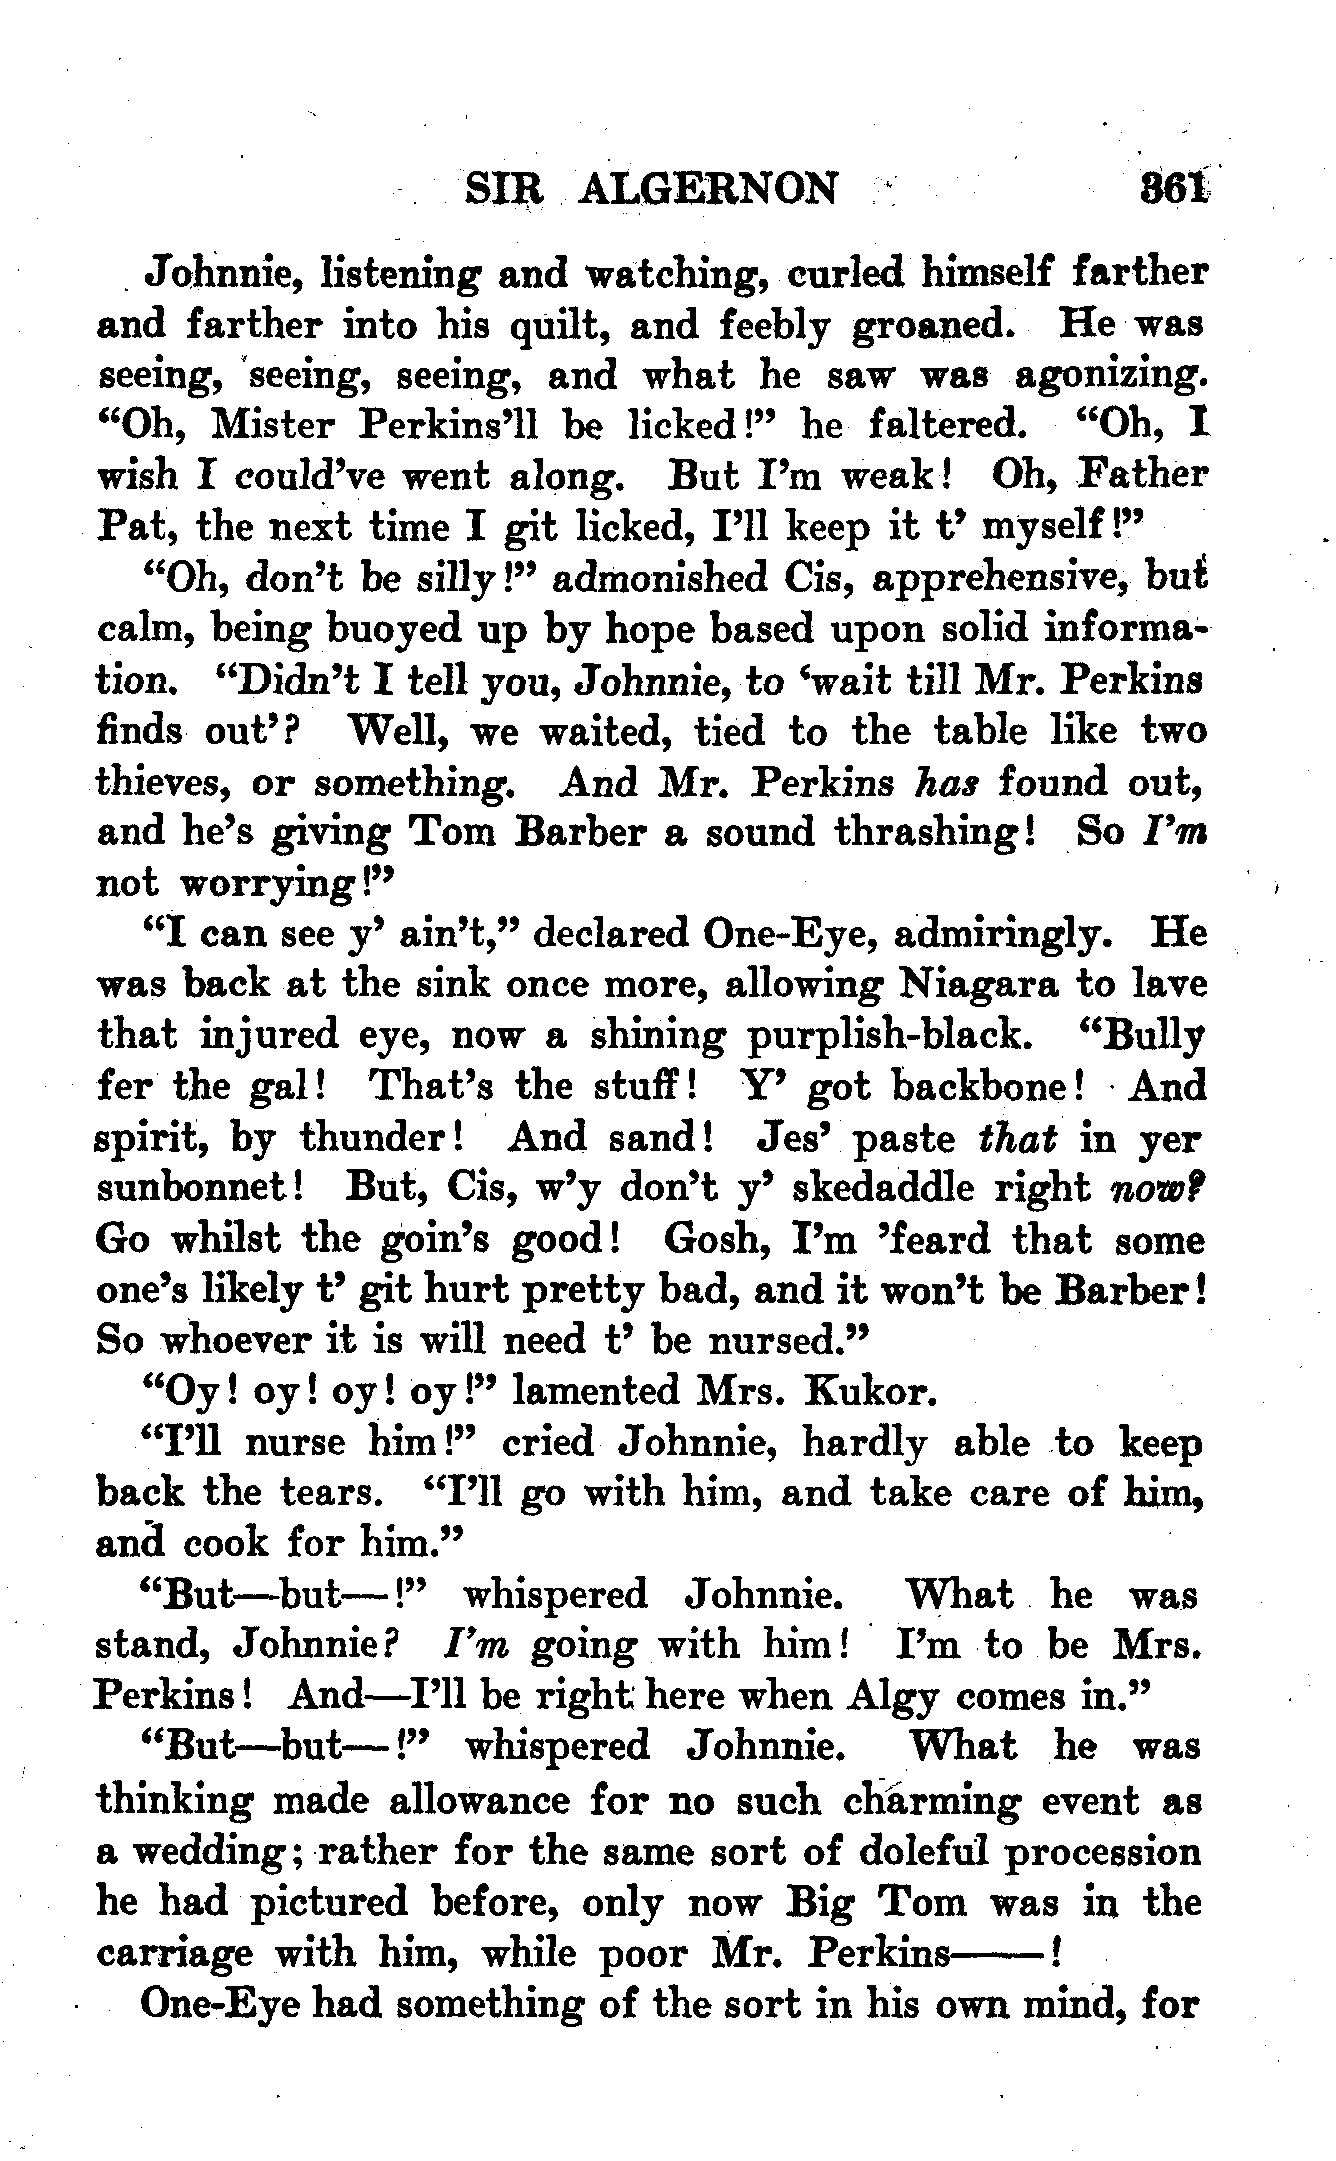 SIR ALGERNON 361
Johnnie, listening and watching, curled himself farther
and farther into his quilt, and feebly groaned. He was
seeing, seeing, seeing, and what he saw was agonizing.
“Oh, Mister Perkins’ll be licked!” he faltered. “Oh, I
wish I could’ve went along. But I’m weak! Oh, Father
Pat, the next time I git licked, I’ll keep it t’ myself!”
“Oh, don’t be silly!” admonished Cis, apprehensive, but
calm, being buoyed up by hope based upon solid informa-
tion. “Didn’t I tell you, Johnnie, to ‘wait till Mr. Perkins
finds out’? Well, we waited, tied to the table like two
thieves, or something. And Mr. Perkins has found out,
and he’s giving Tom Barber a sound thrashing! So I’m
not worrying!”
“I can see y’ ain’t,” declared One-Eye, admiringly. He
was back at the sink once more, allowing Niagara to lave
that injured eye, now a shining purplish-black. “Bully
fer the gal! That’s the stuff! Y’ got backbone! And
spirit, by thunder! And sand! Jes’ paste that in yer
sunbonnet! But, Cis, w’y don’t y’ skedaddle right now?
Go whilst the goin’s good! Gosh, I’m ’feard that some
one’s likely t’ git hurt pretty bad, and it won’t be Barber!
So whoever it is will need t’ be nursed.”
“Oy! oy! oy! oy!” lamented Mrs. Kukor.
“I’ll nurse him!” cried Johnnie, hardly able to keep
back the tears. “I’ll go with him, and take care of him,
and cook for him.”
“But—but—!” whispered Johnnie. What he was
stand, Johnnie? I’m going with him! I’m to be Mrs.
Perkins! And—I’ll be right here when Algy comes in.”
“But—but—!” whispered Johnnie. What he was
thinking made allowance for no such charming event as
a wedding; rather for the same sort of doleful procession
he had pictured before, only now Big Tom was in the
carriage with him, while poor Mr. Perkins——!
One-Eye had something of the sort in his own mind, for